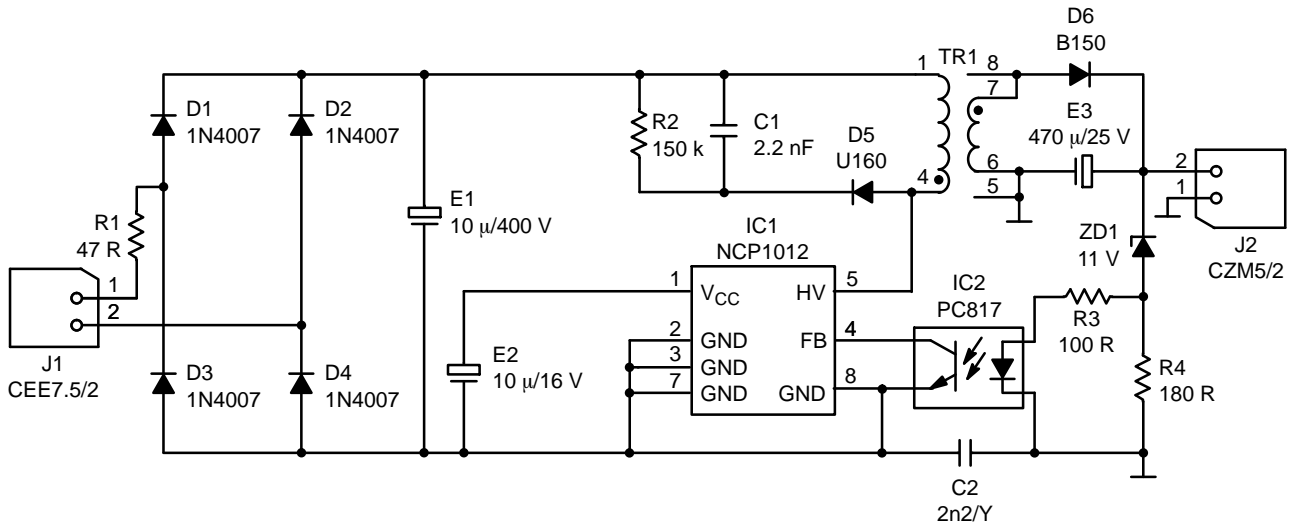 D6
B150
TR1
1
8
7
D1
1N4007
D2
1N4007
R2
150 k
C1
2.2 nF
D5
U160
E3
470 μ/25 V
4
6
5
2
1
R1
47 R
E1
10 μ/400 V
IC1
NCP1012
ZD1
11 V
J2
CZM5/2
1
2
J1
CEE7.5/2
1
VCC
HV
5
IC2
PC817
R3
100 R
2
GND
FB
4
3
GND
7
GND
GND
8
E2
10 μ/16 V
D3
1N4007
D4
1N4007
R4
180 R
C2
2n2/Y